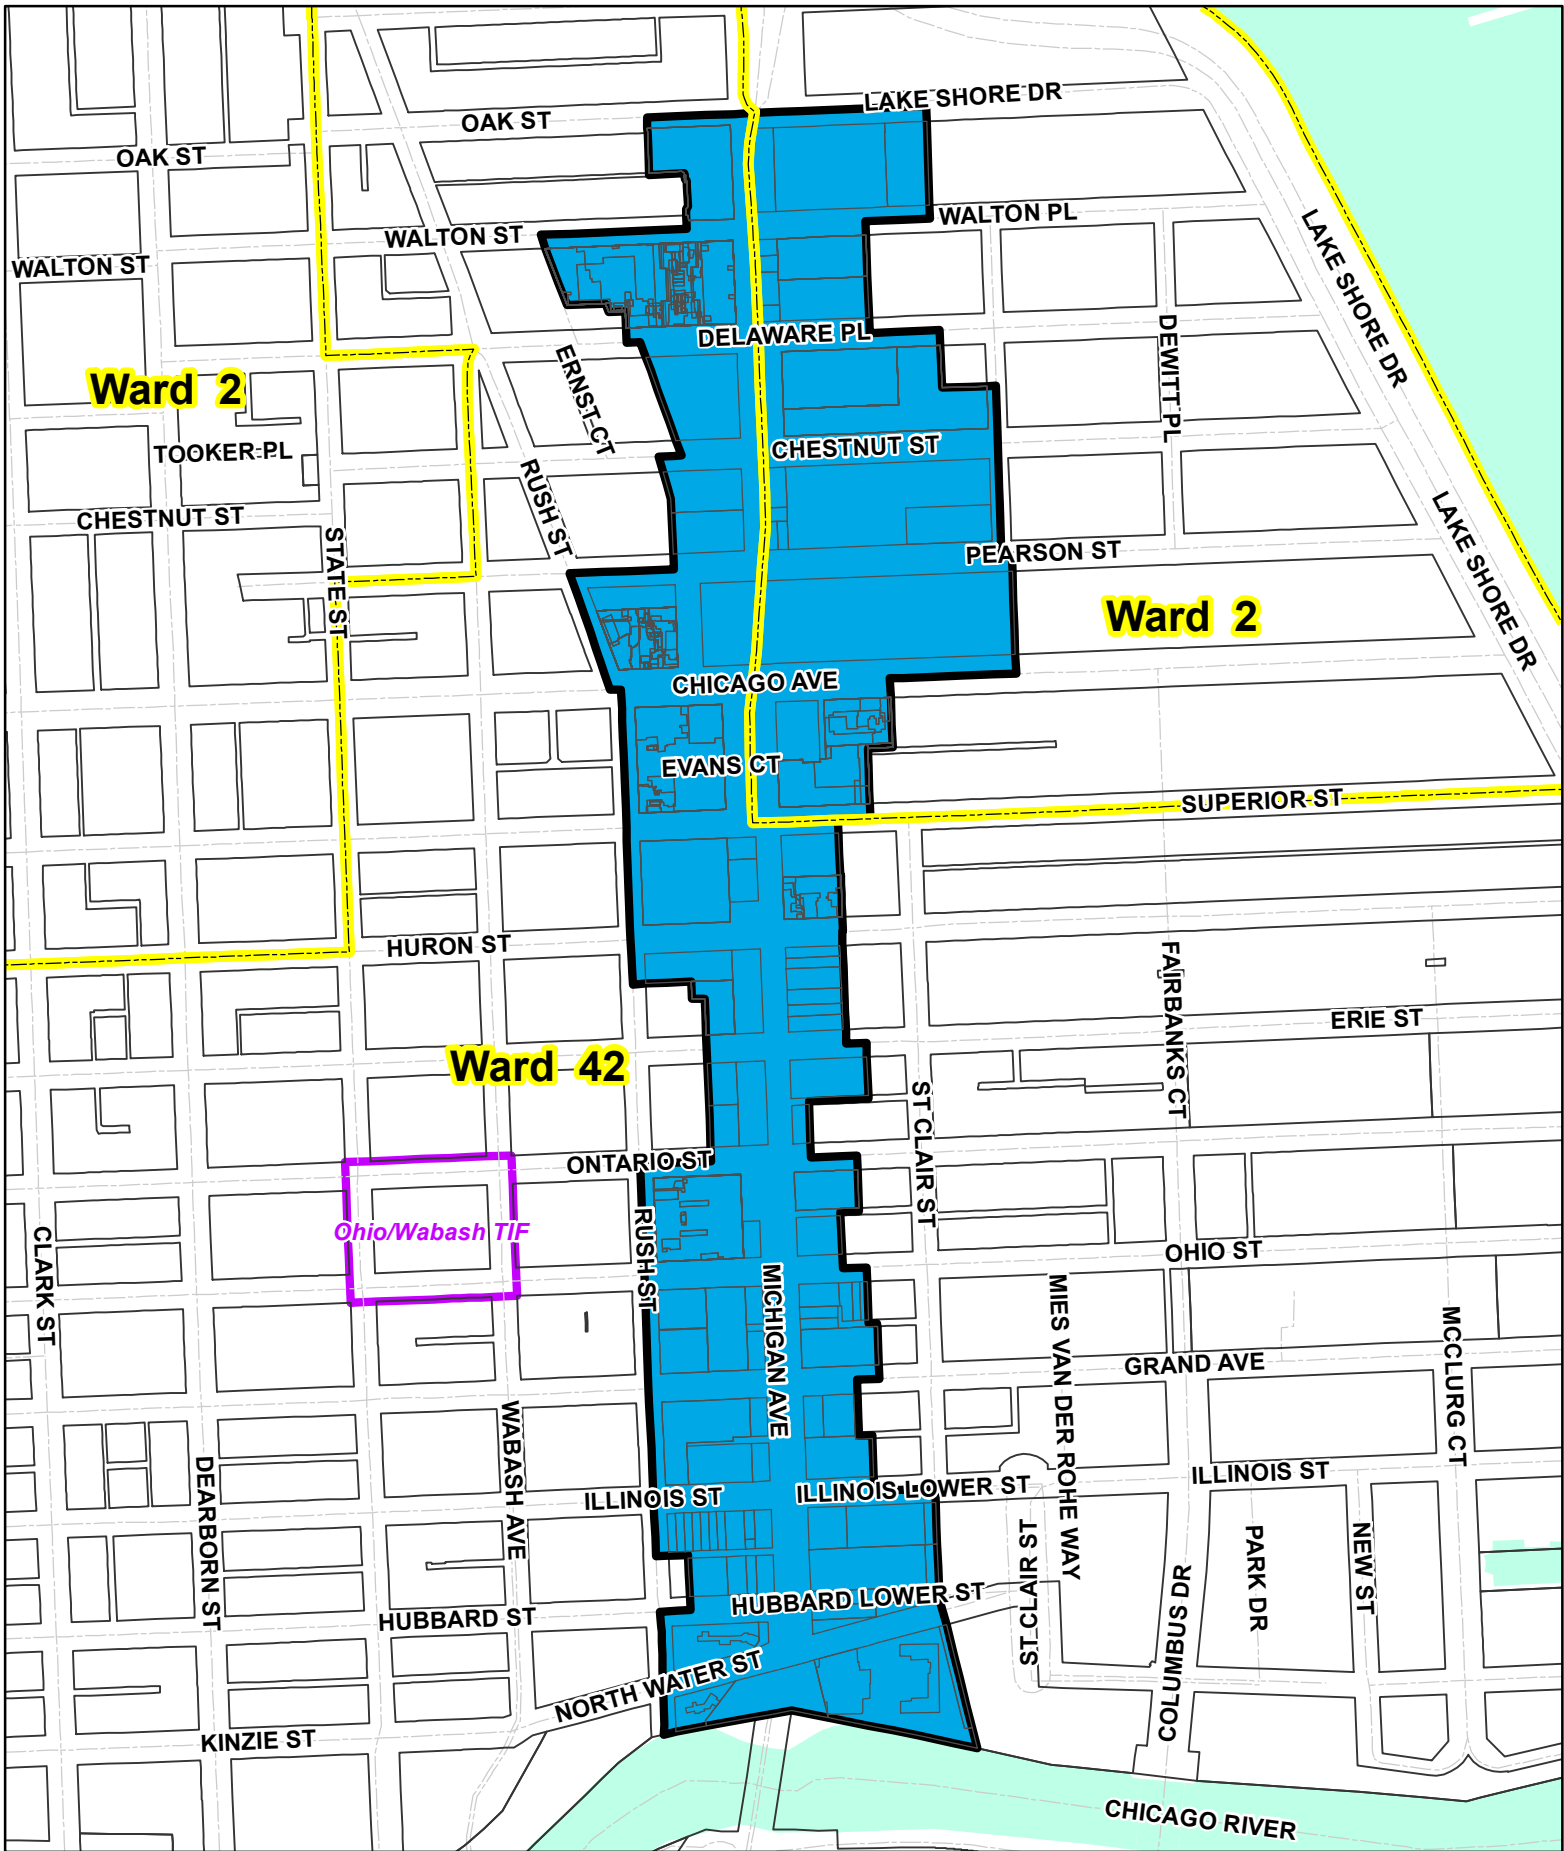 LAKE SHORE DR
OAK ST
OAK ST
WALTON PL
WALTON ST
WALTON ST
LAKE SHORE DR
DELAWARE PL
DEWITT PL
ERNST CT
Ward 2
TOOKER PL
CHESTNUT ST
RUSH ST
CHESTNUT ST
LAKE SHORE DR
STATE ST
PEARSON ST
Ward 2
CHICAGO AVE
EVANS CT
SUPERIOR ST
HURON ST
FAIRBANKS CT
ERIE ST
Ward 42
ST CLAIR ST
ONTARIO ST
RUSH ST
Ohio/Wabash TIF
CLARK ST
OHIO ST
MICHIGAN AVE
MIES VAN DER ROHE WAY
MCCLURG CT
GRAND AVE
WABASH AVE
DEARBORN ST
ILLINOIS ST
ILLINOIS LOWER ST
ILLINOIS ST
ST CLAIR ST
PARK DR
NEW ST
COLUMBUS DR
HUBBARD LOWER ST
HUBBARD ST
NORTH WATER ST
KINZIE ST
CHICAGO RIVER